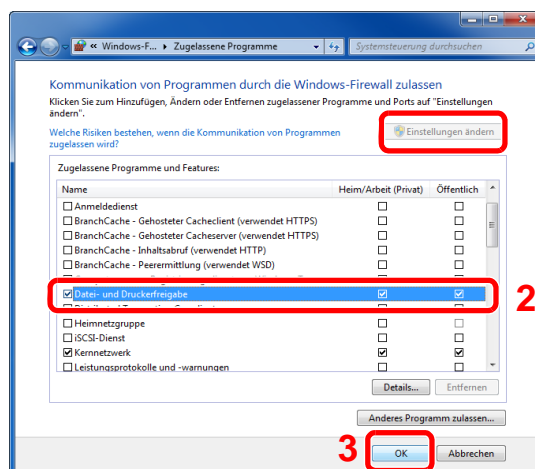 « Windows-F... ▸ Zugelassene Programme
Systemsteuerung durchsuchen
Kommunikation von Programmen durch die Windows-Firewall zulassen
Klicken Sie zum Hinzufügen, Ändern oder Entfernen zugelassener Programme und Ports auf "Einstellungen
ändern".
Welche Risiken bestehen, wenn die Kommunikation von Programmen
zugelassen wird?
Einstellungen ändern
Zugelassene Programme und Features:
Name Heim/Arbeit (Privat) Öffentlich
Anmeldedienst
BranchCache - Gehosteter Cacheclient (verwendet HTTPS)
BranchCache - Gehosteter Cacheserver (verwendet HTTPS)
BranchCache - Inhaltsabruf (verwendet HTTP)
BranchCache - Peerermittlung (verwendet WSD)
Datei- und Druckerfreigabe
2
Heimnetzgruppe
iSCSI-Dienst
Kernnetzwerk
Leistungsprotokolle und -warnungen
Details... Entfernen
Anderes Programm zulassen...
3 OK Abbrechen